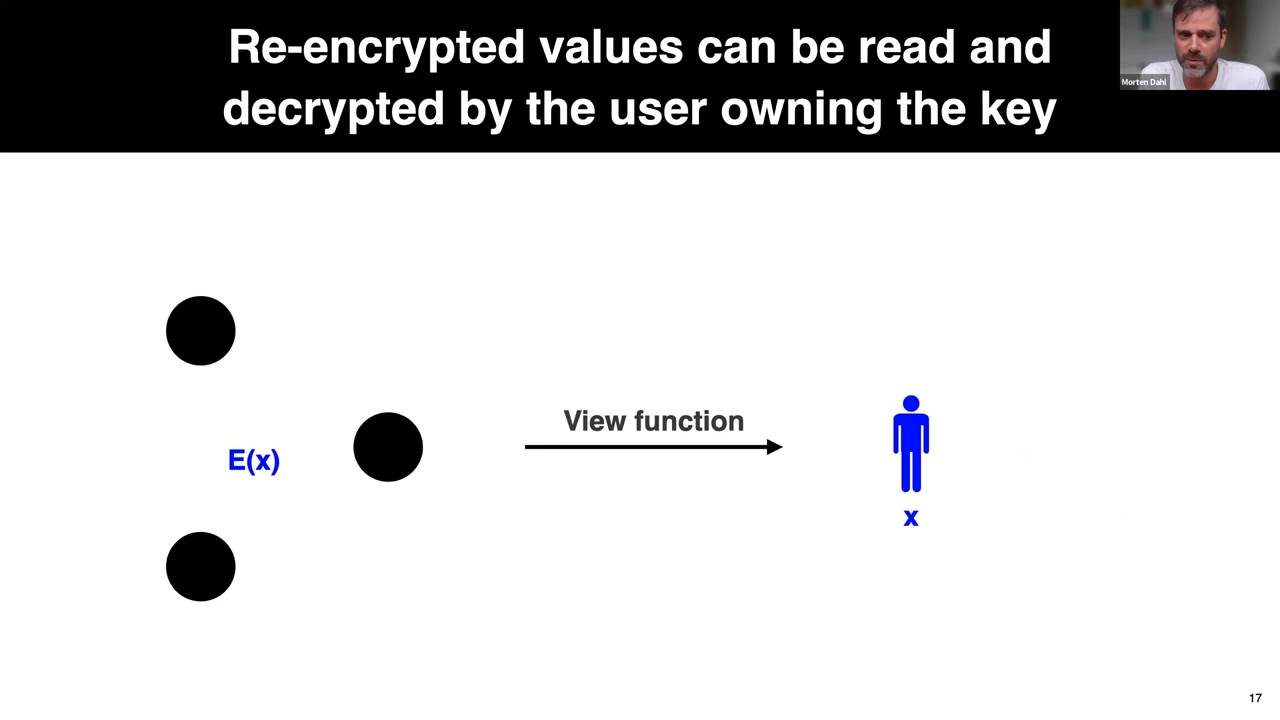 Re-encrypted values can be read and
decrypted by the user owning the key
Morten Dahl
View function
E(x)
x
17